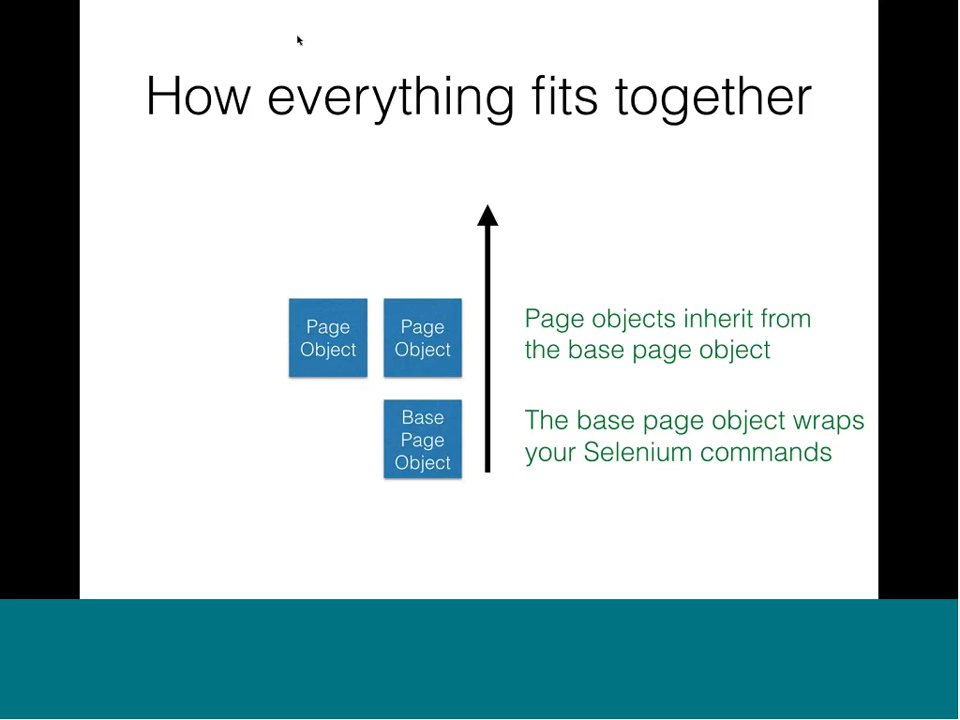 How everything fits together
Page
Object
Page
Object
Page objects inherit from
the base page object
Base
Page
Object
The base page object wraps
your Selenium commands